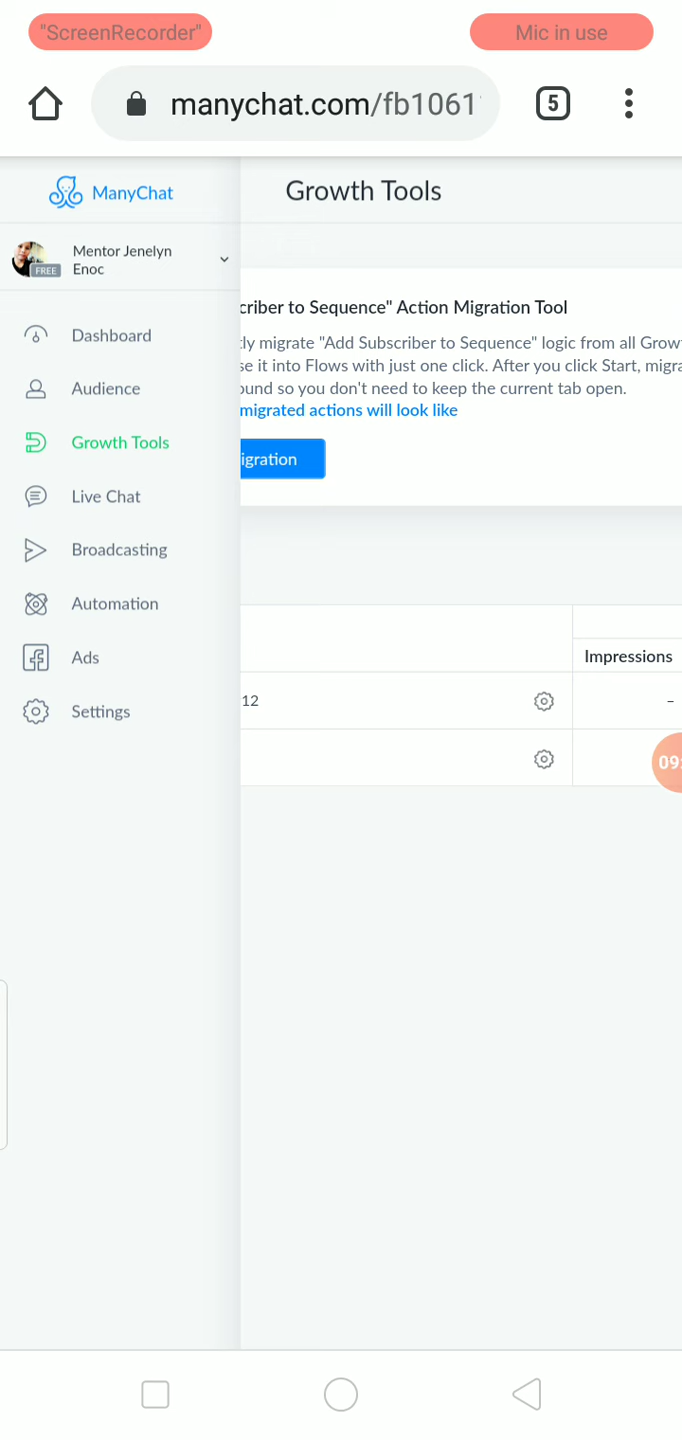 "ScreenRecorder"
Mic in use
manychat.com/fb1061
5
ManyChat
Growth Tools
Mentor Jenelyn
Enoc
FREE
criber to Sequence" Action Migration Tool
tly migrate "Add Subscriber to Sequence" logic from all Grow
se it into Flows with just one click. After you click Start, migra
ound so you don't need to keep the current tab open.
migrated actions will look like
igration
Dashboard
Audience
Growth Tools
Live Chat
Broadcasting
Automation
Ads
Settings
Impressions
12
–
09: